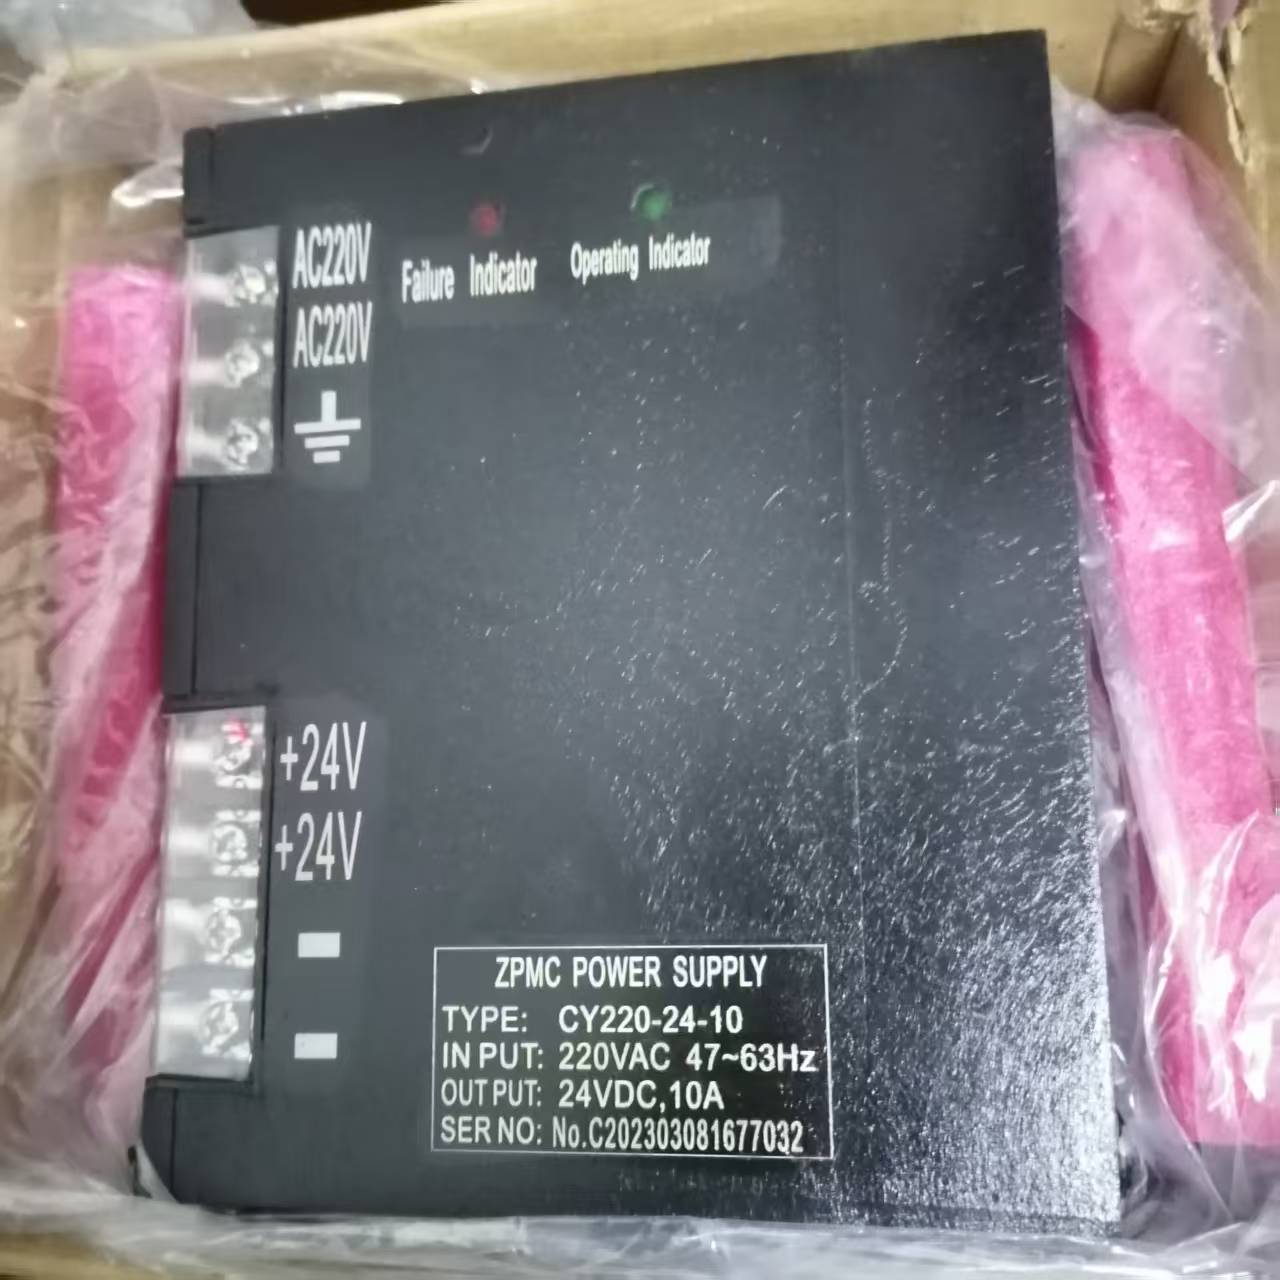 AC220V
AC220V
Failure Indicator
Operating Indicator
+24V
+24V
ZPMC POWER SUPPLY
TYPE: CY220-24-10
IN PUT: 220VAC 47~63Hz
OUT PUT: 24VDC,10A
SER NO: No.C202303081677032